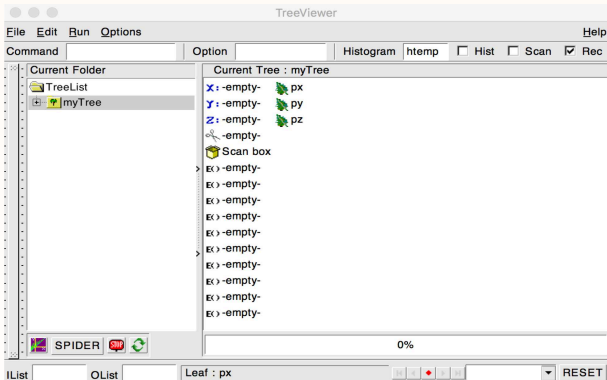 TreeViewer
File Edit Run Options Help
Command Option Histogram htemp Hist Scan Rec
Current Folder
TreeList
myTree
Current Tree : myTree
X: -empty- px
Y: -empty- py
Z: -empty- pz
-empty-
Scan box
E() -empty-
E() -empty-
E() -empty-
E() -empty-
E() -empty-
E() -empty-
E() -empty-
E() -empty-
E() -empty-
E() -empty-
SPIDER STOP 0%
IList OList Leaf : px RESET